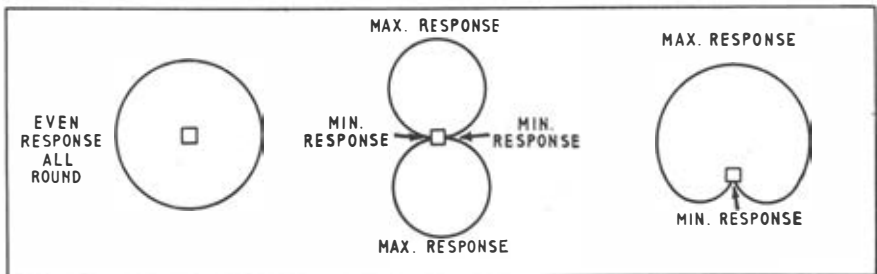 EVEN
RESPONSE
ALL
ROUND
MAX. RESPONSE
MIN.
RESPONSE
MIN.
RESPONSE
MAX. RESPONSE
MAX. RESPONSE
MIN. RESPONSE